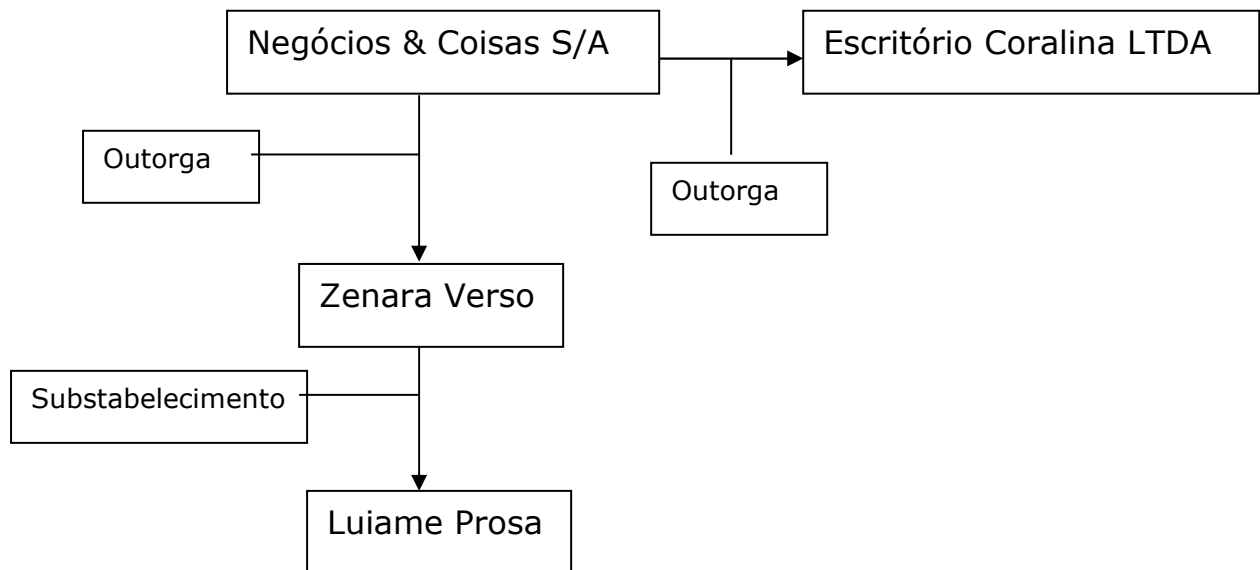 Negócios & Coisas S/A
Escritório Coralina LTDA
Outorga
Outorga
Zenara Verso
Substabelecimento
Luiame Prosa